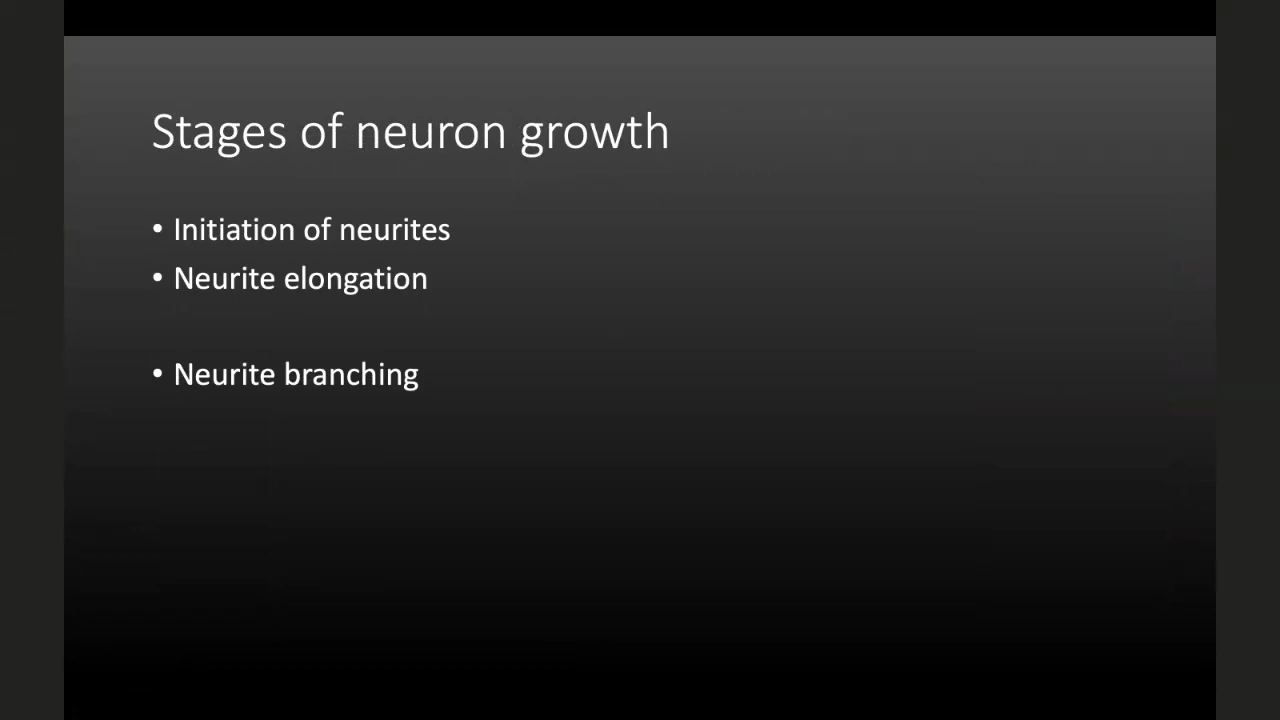 Stages of neuron growth
• Initiation of neurites
• Neurite elongation
• Neurite branching